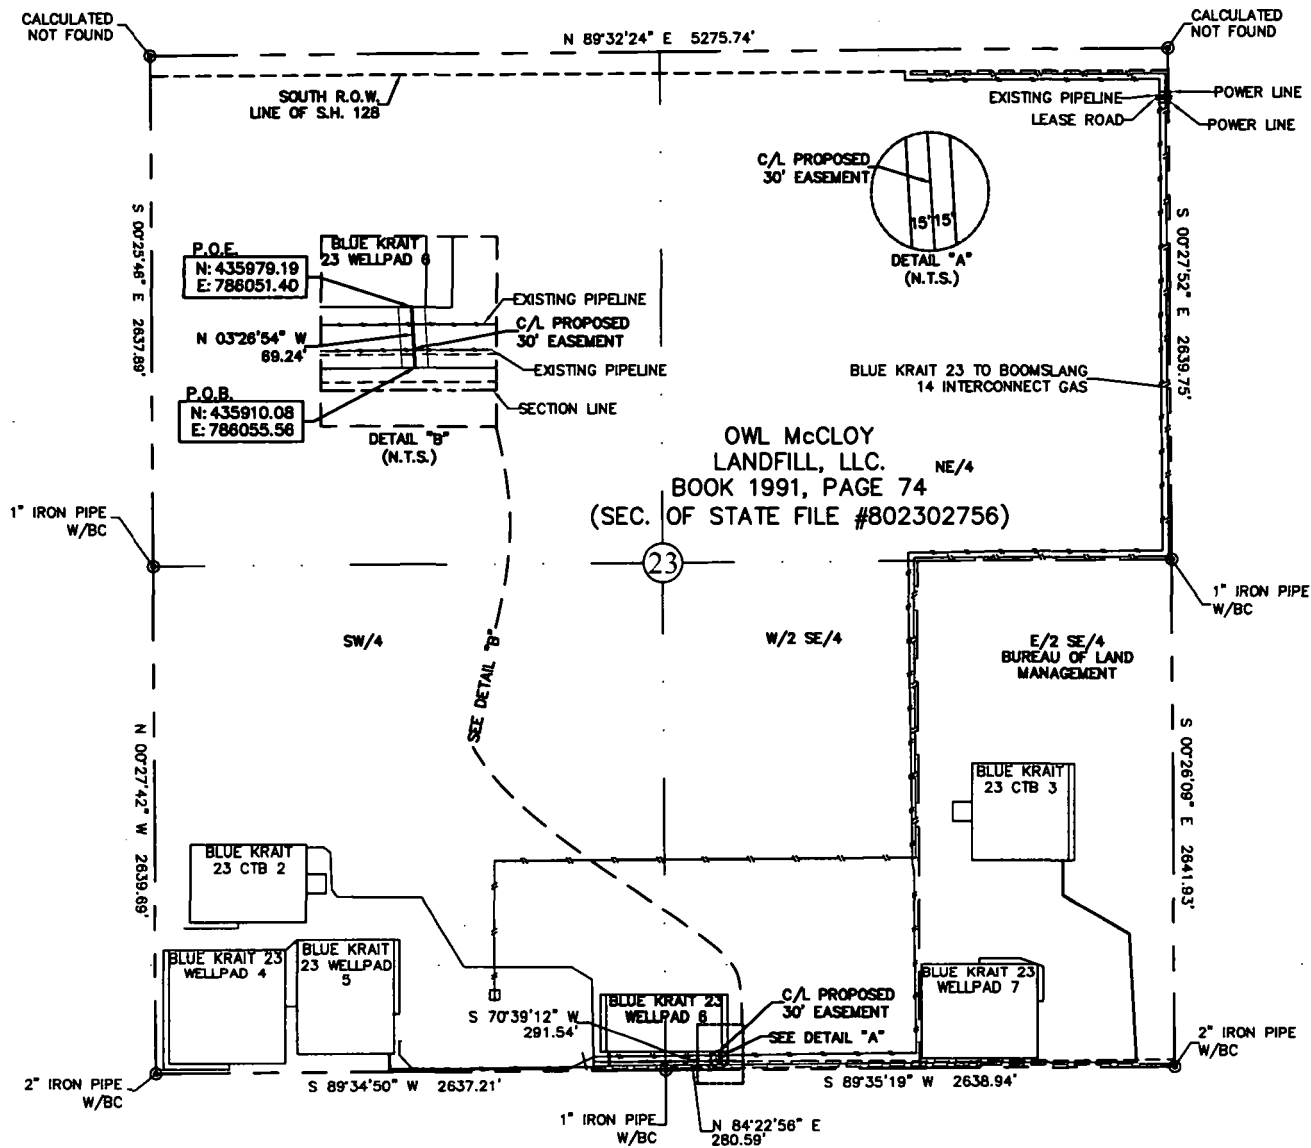 CALCULATED
NOT FOUND
N 89°32'24" E 5275.74'
CALCULATED
NOT FOUND
SOUTH R.O.W.
LINE OF S.H. 128
EXISTING PIPELINE
LEASE ROAD
POWER LINE
POWER LINE
C/L PROPOSED
30' EASEMENT
15'
15'
DETAIL "A"
(N.T.S.)
S 00°25'46" E 2637.89'
S 00°27'52" E 2639.75'
P.O.E.
N: 435979.19
E: 786051.40
BLUE KRAIT
23 WELLPAD 6
EXISTING PIPELINE
C/L PROPOSED
30' EASEMENT
N 03°26'54" W
69.24'
EXISTING PIPELINE
SECTION LINE
P.O.B.
N: 435910.08
E: 786055.56
DETAIL "B"
(N.T.S.)
BLUE KRAIT 23 TO BOOMSLANG
14 INTERCONNECT GAS
OWL McCLOY
LANDFILL, LLC.
NE/4
BOOK 1991, PAGE 74
(SEC. OF STATE FILE #802302756)
1" IRON PIPE
W/BC
23
1" IRON PIPE
W/BC
SW/4
SEE DETAIL "B"
W/2 SE/4
E/2 SE/4
BUREAU OF LAND
MANAGEMENT
N 00°27'42" W 2639.69'
S 00°26'09" E 2641.93'
BLUE KRAIT
23 CTB 3
BLUE KRAIT
23 CTB 2
BLUE KRAIT 23
WELLPAD 4
BLUE KRAIT
23 WELLPAD
5
S 70°39'12" W
291.54'
BLUE KRAIT 23
WELLPAD 6
C/L PROPOSED
30' EASEMENT
SEE DETAIL "A"
BLUE KRAIT 23
WELLPAD 7
2" IRON PIPE
W/BC
2" IRON PIPE
W/BC
S 89°34'50" W 2637.21'
S 89°35'19" W 2638.94'
1" IRON PIPE
W/BC
N 84°22'56" E
280.59'